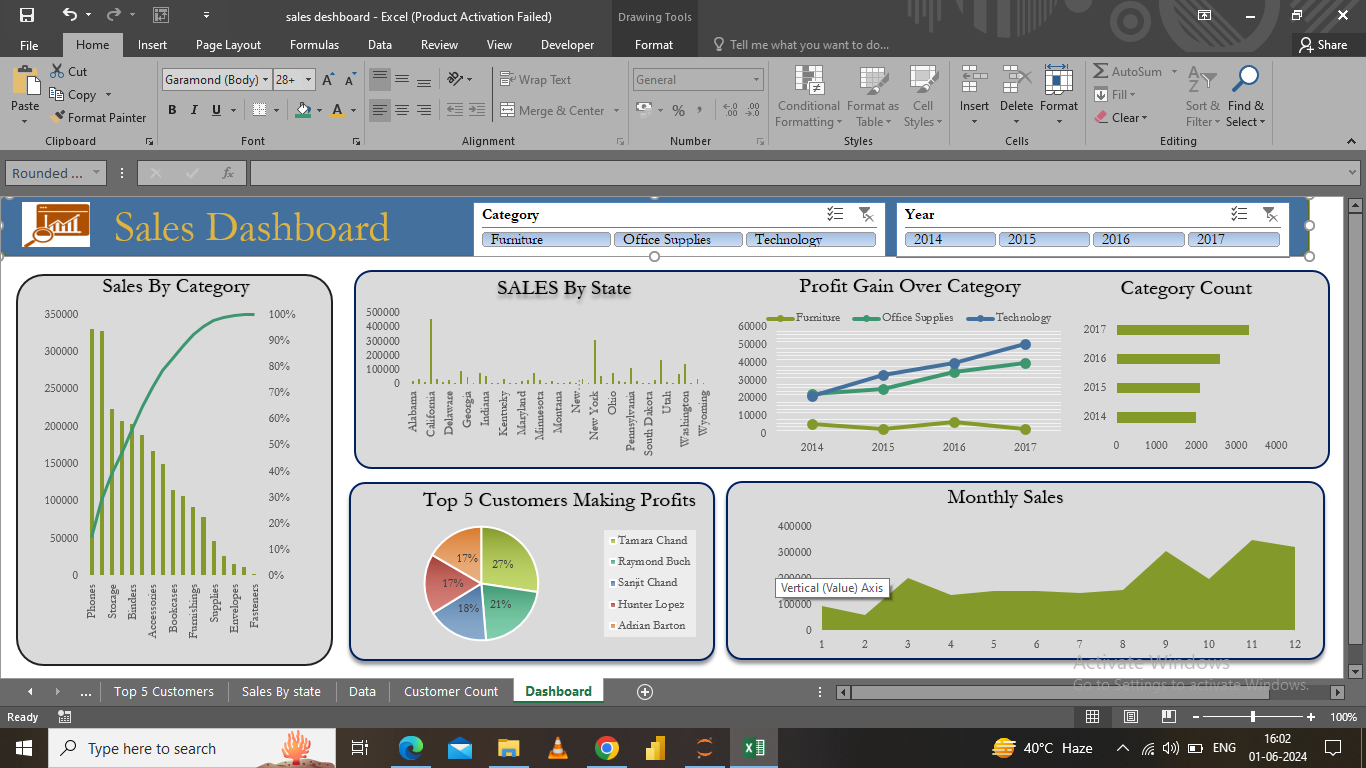 sales deshboard - Excel (Product Activation Failed)
Drawing Tools
File Home Insert Page Layout Formulas Data Review View Developer Format Tell me what you want to do... Share
Cut
Copy
Format Painter
Paste
Clipboard
Garamond (Body) 28+
B I U
Font
Wrap Text
Merge & Center
Alignment
General
Number
Conditional Formatting
Format as Table
Cell Styles
Styles
Insert Delete Format
Cells
AutoSum
Fill
Clear
Sort & Filter
Find & Select
Editing
Rounded ...
fx
Sales Dashboard
Category
Furniture Office Supplies Technology
Year
2014 2015 2016 2017
Sales By Category
350000
300000
250000
200000
150000
100000
50000
0
100%
90%
80%
70%
60%
50%
40%
30%
20%
10%
0%
Phones
Storage
Binders
Accessories
Bookcases
Furnishings
Supplies
Envelopes
Fasteners
SALES By State
500000
400000
300000
200000
100000
0
Alabama
California
Delaware
Georgia
Indiana
Kentucky
Maryland
Minnesota
Montana
New...
New York
Ohio
Pennsylvania
South Dakota
Utah
Washington
Wyoming
Profit Gain Over Category
Furniture Office Supplies Technology
60000
50000
40000
30000
20000
10000
0
2014 2015 2016 2017
Category Count
2017
2016
2015
2014
0 1000 2000 3000 4000
Top 5 Customers Making Profits
27%
21%
18%
17%
17%
Tamara Chand
Raymond Buch
Sanjit Chand
Hunter Lopez
Adrian Barton
Monthly Sales
400000
300000
200000
100000
0
1 2 3 4 5 6 7 8 9 10 11 12
Vertical (Value) Axis
Activate Windows
Go to Settings to activate Windows.
... Top 5 Customers Sales By state Data Customer Count Dashboard
Ready
100%
Type here to search
40°C Haze
ENG
16:02
01-06-2024